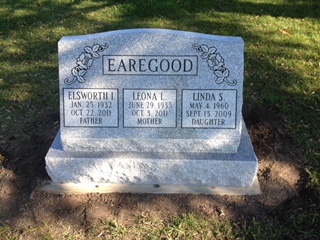 EAREGOOD
ELSWORTH I.
JAN. 25, 1932
OCT. 22, 2011
FATHER
LEONA L.
JUNE 29, 1935
OCT. 3, 2011
MOTHER
LINDA S.
MAY 4, 1960
SEPT. 13, 2009
DAUGHTER